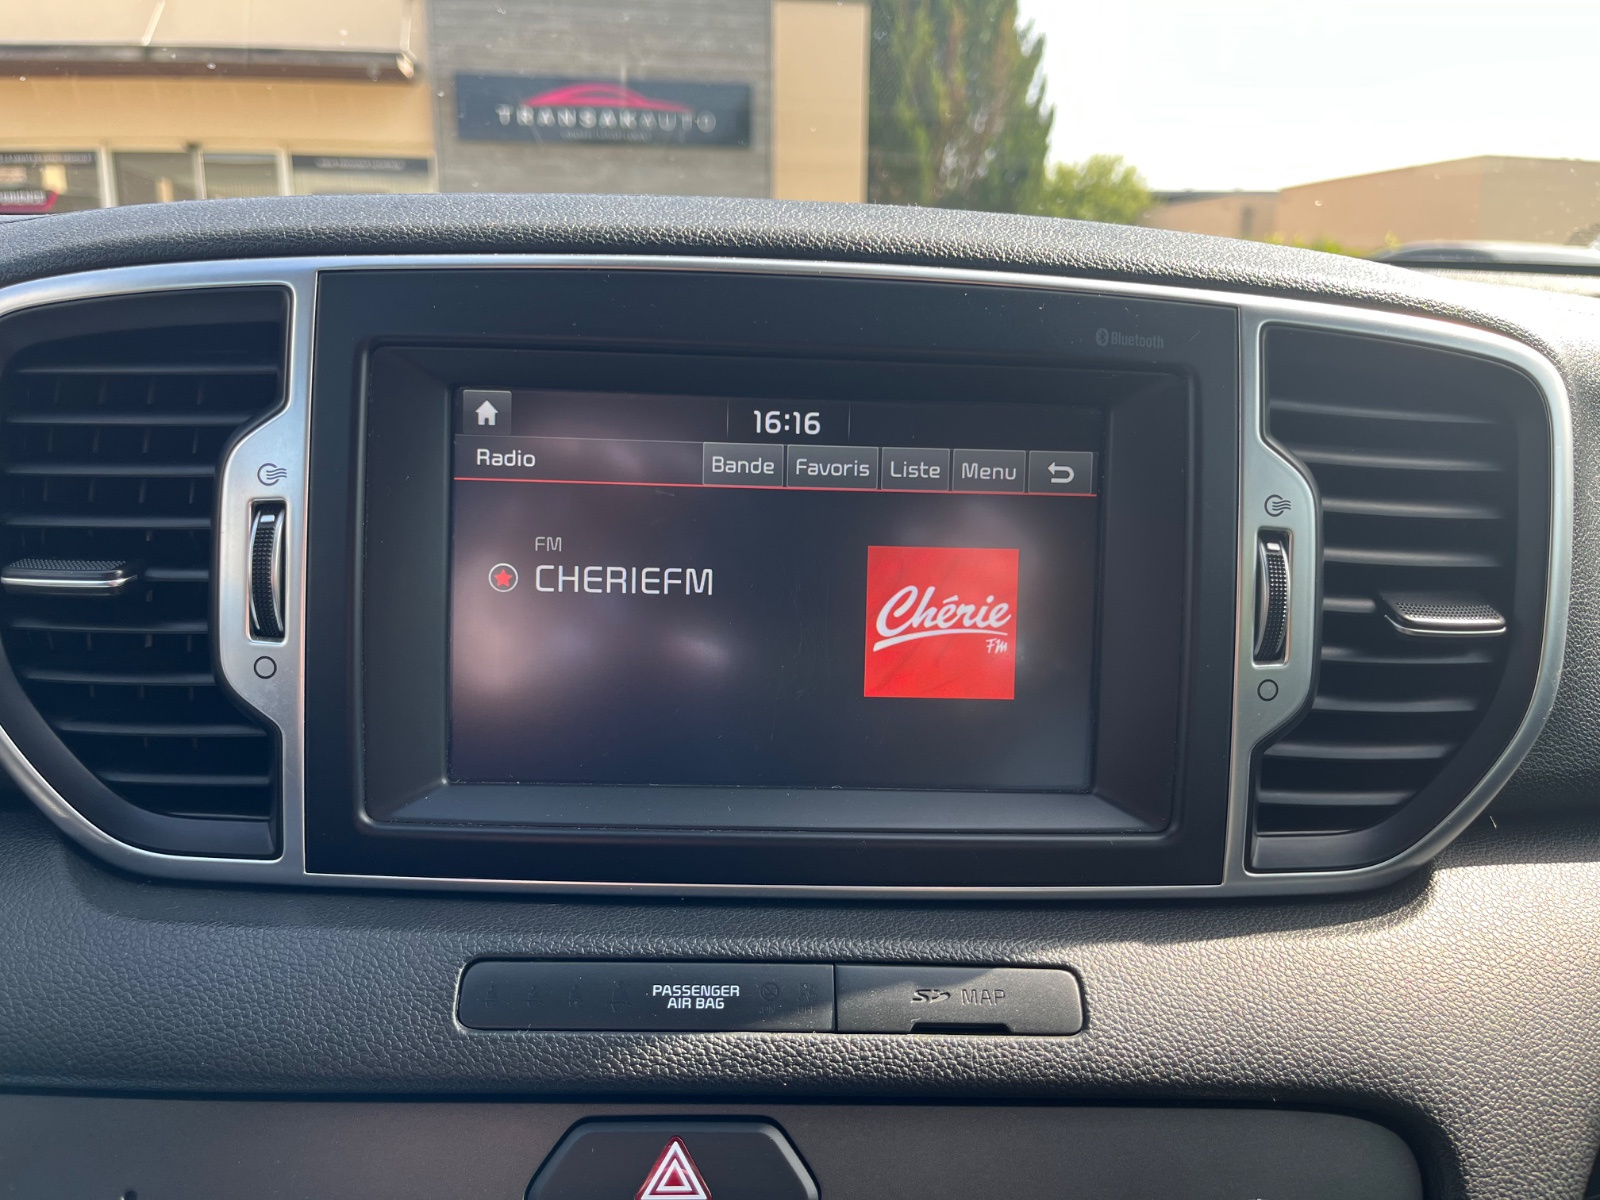 TRANSAKAUTO
Bluetooth
16:16
Radio
Bande
Favoris
Liste
Menu
FM
CHERIEFM
Chérie
FM
PASSENGER
AIR BAG
SD MAP